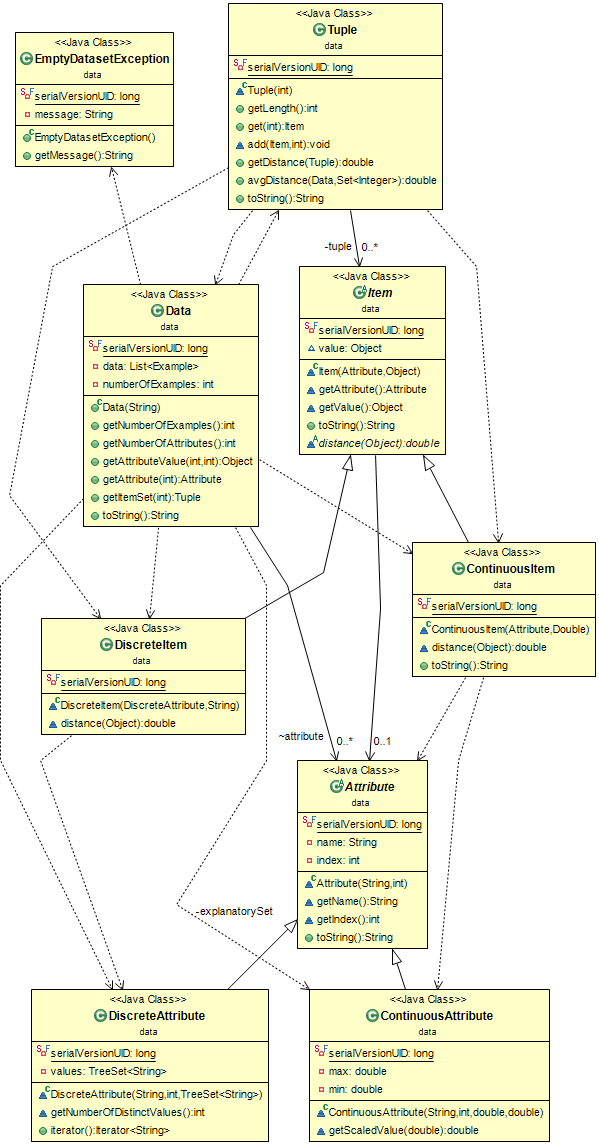 <<Java Class>>
EmptyDatasetException
data
serialVersionUID: long
message: String
EmptyDatasetException()
getMessage():String
<<Java Class>>
Tuple
data
serialVersionUID: long
Tuple(int)
getLength():int
get(int):Item
add(Item,int):void
getDistance(Tuple):double
avgDistance(Data,Set<Integer>):double
toString():String
-tuple
0..*
<<Java Class>>
Item
data
serialVersionUID: long
value: Object
Item(Attribute,Object)
getAttribute():Attribute
getValue():Object
toString():String
distance(Object):double
<<Java Class>>
Data
data
serialVersionUID: long
data: List<Example>
numberOfExamples: int
Data(String)
getNumberOfExamples():int
getNumberOfAttributes():int
getAttributeValue(int,int):Object
getAttribute(int):Attribute
getItemSet(int):Tuple
toString():String
<<Java Class>>
ContinuousItem
data
serialVersionUID: long
ContinuousItem(Attribute,Double)
distance(Object):double
toString():String
<<Java Class>>
DiscreteItem
data
serialVersionUID: long
DiscreteItem(DiscreteAttribute,String)
distance(Object):double
~attribute
0..*
0..1
<<Java Class>>
Attribute
data
serialVersionUID: long
name: String
index: int
Attribute(String,int)
getName():String
getIndex():int
toString():String
-explanatorySet
<<Java Class>>
DiscreteAttribute
data
serialVersionUID: long
values: TreeSet<String>
DiscreteAttribute(String,int,TreeSet<String>)
getNumberOfDistinctValues():int
iterator():Iterator<String>
<<Java Class>>
ContinuousAttribute
data
serialVersionUID: long
max: double
min: double
ContinuousAttribute(String,int,double,double)
getScaledValue(double):double